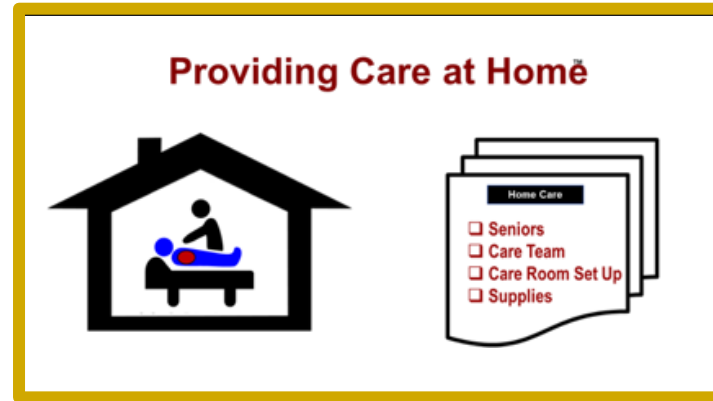 Providing Care at Home™
Home Care
❑ Seniors
❑ Care Team
❑ Care Room Set Up
❑ Supplies